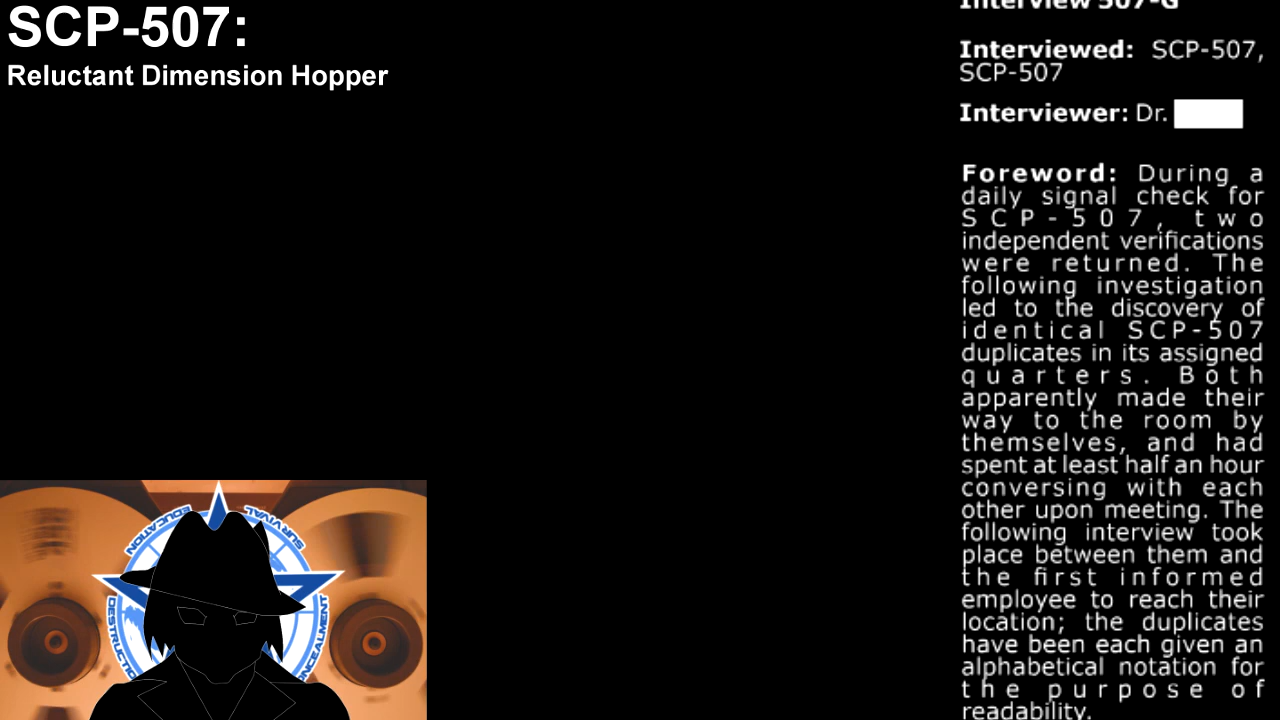 SCP-507:
Reluctant Dimension Hopper
Interview 507-G
Interviewed: SCP-507,
SCP-507
Interviewer: Dr.
Foreword: During a
daily signal check for
SCP-507, two
independent verifications
were returned. The
following investigation
led to the discovery of
identical SCP-507
duplicates in its assigned
quarters. Both
apparently made their
way to the room by
themselves, and had
spent at least half an hour
conversing with each
other upon meeting. The
following interview took
place between them and
the first informed
employee to reach their
location; the duplicates
have been each given an
alphabetical notation for
the purpose of
readability.
EDUCATION
SURVIVAL